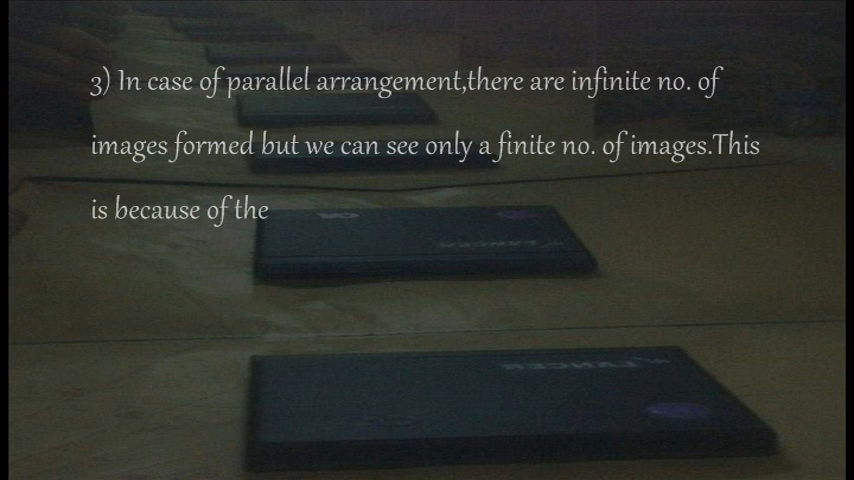 3) In case of parallel arrangement,there are infinite no. of
images formed but we can see only a finite no. of images.This
is because of the